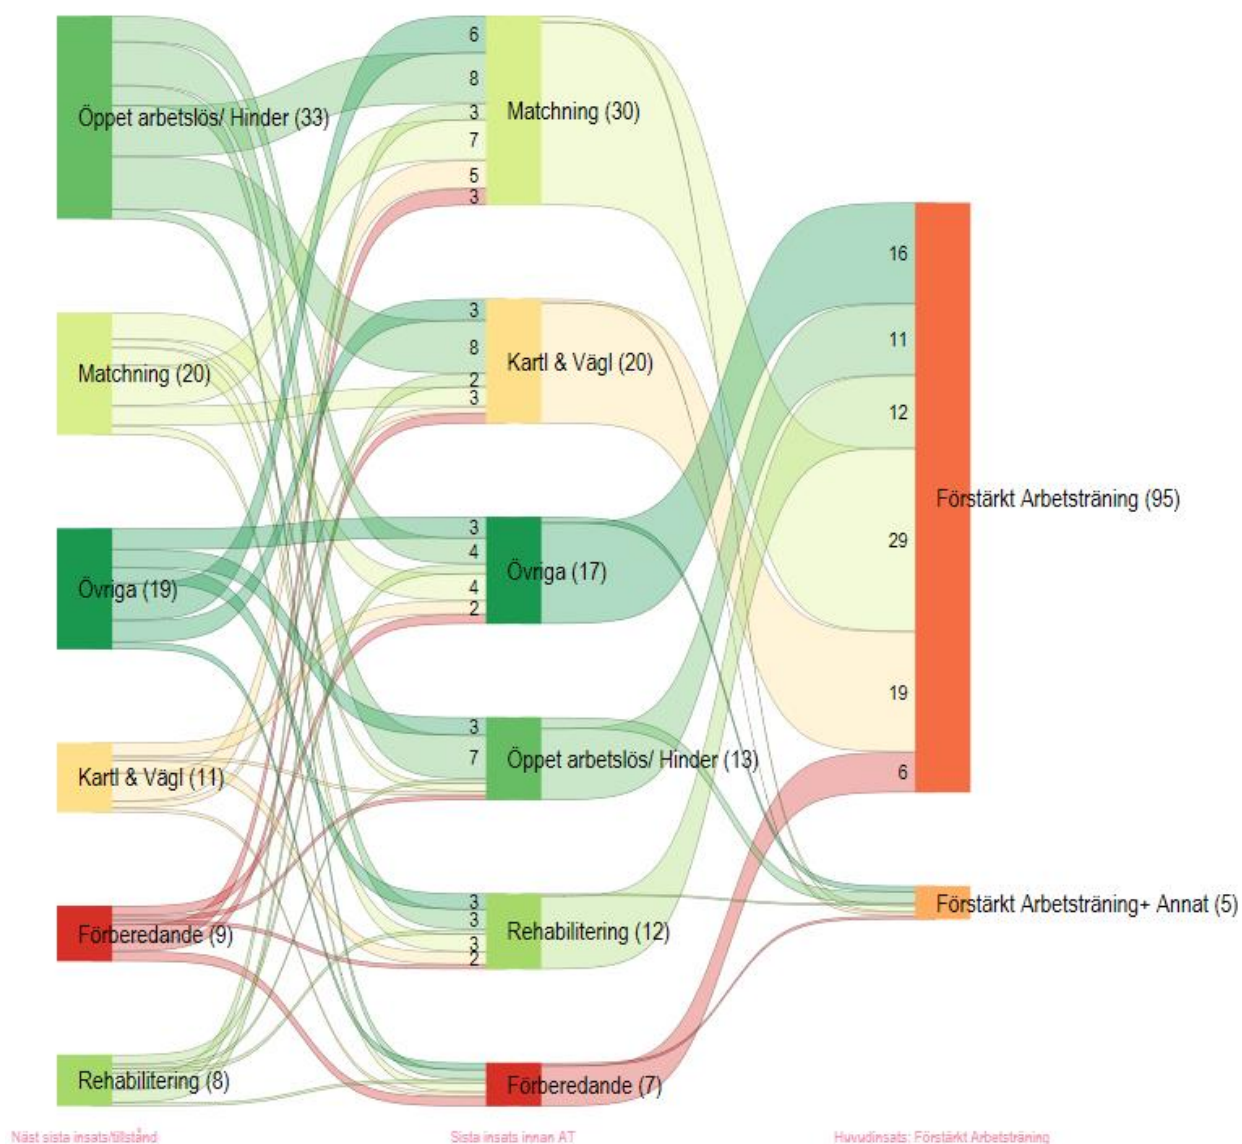 Öppet arbetslös/ Hinder (33)
Matchning (20)
Övriga (19)
Kartl & Vägl (11)
Förberedande (9)
Rehabilitering (8)
6
8
3
7
5
3
Matchning (30)
3
8
2
3
Kartl & Vägl (20)
3
4
4
2
Övriga (17)
3
7
Öppet arbetslös/ Hinder (13)
3
3
3
2
Rehabilitering (12)
Förberedande (7)
16
11
12
29
19
6
Förstärkt Arbetsträning (95)
Förstärkt Arbetsträning+ Annat (5)
Näst sista insats/tillstånd
Sista insats innan AT
Huvudinsats: Förstärkt Arbetsträning